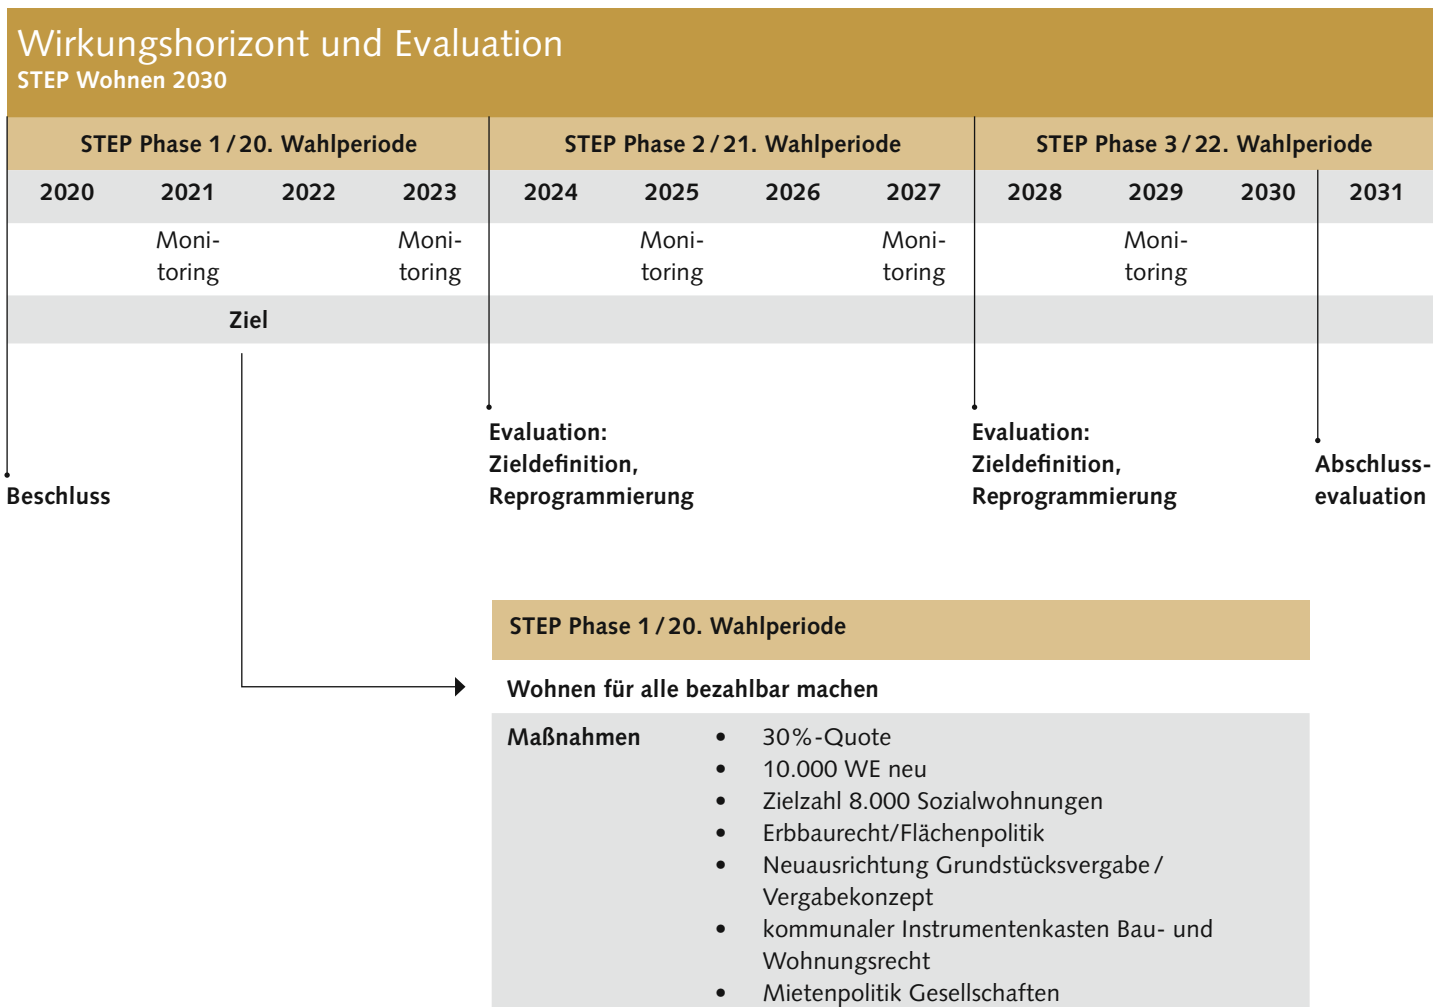 Wirkungshorizont und Evaluation
STEP Wohnen 2030
STEP Phase 1 / 20. Wahlperiode STEP Phase 2 / 21. Wahlperiode STEP Phase 3 / 22. Wahlperiode
2020 2021 2022 2023 2024 2025 2026 2027 2028 2029 2030 2031
Moni- Moni- Moni- Moni- Moni-
toring toring toring toring toring
Ziel
Evaluation: Evaluation:
Zieldefinition, Zieldefinition, Abschluss-
Beschluss Reprogrammierung Reprogrammierung evaluation
STEP Phase 1 / 20. Wahlperiode
Wohnen für alle bezahlbar machen
Maßnahmen • 30 %-Quote
• 10.000 WE neu
• Zielzahl 8.000 Sozialwohnungen
• Erbbaurecht/Flächenpolitik
• Neuausrichtung Grundstücksvergabe /
Vergabekonzept
• kommunaler Instrumentenkasten Bau- und
Wohnungsrecht
• Mietenpolitik Gesellschaften